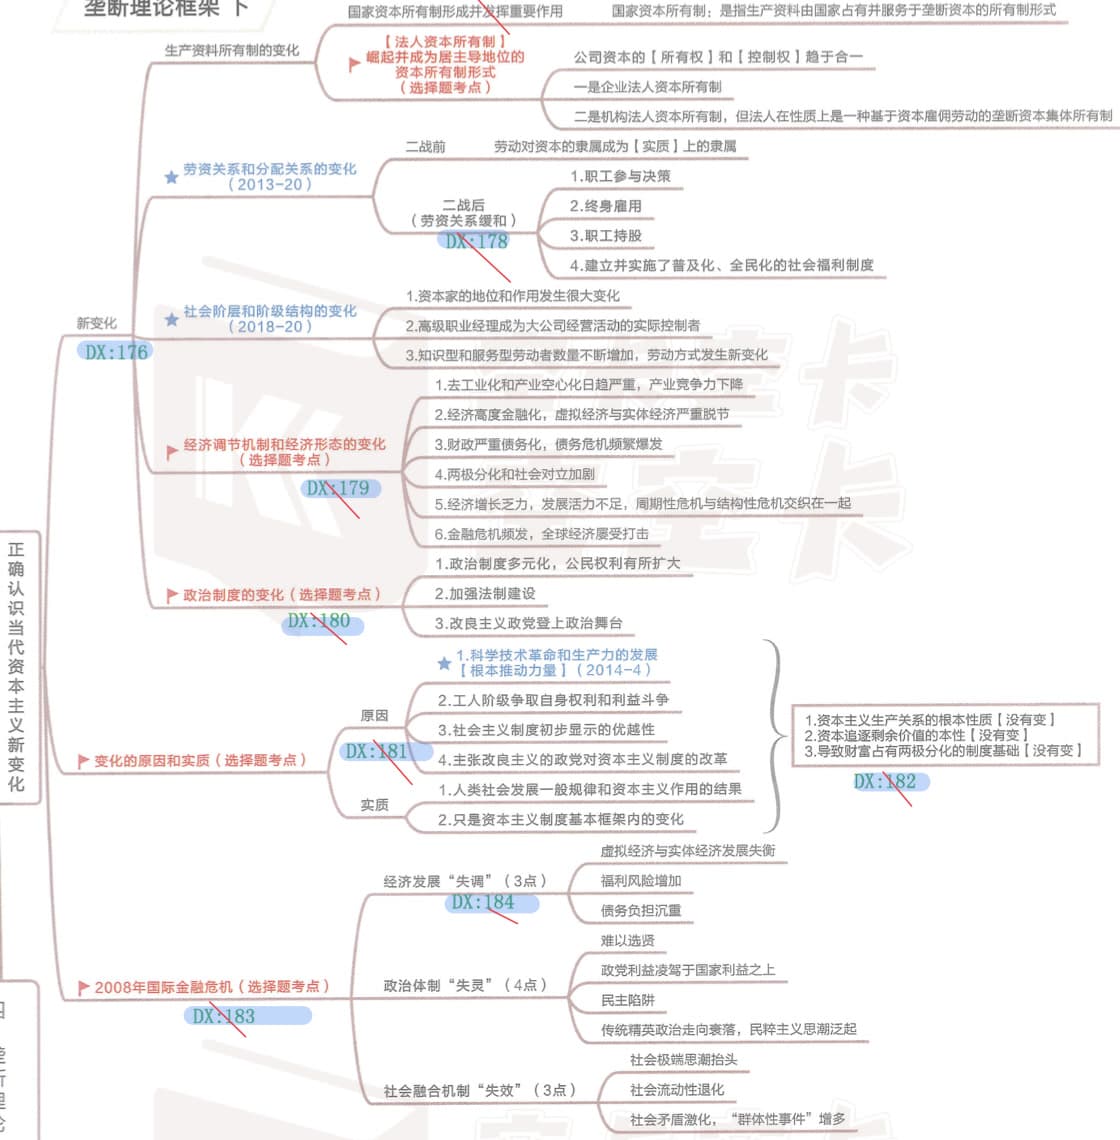 垄断理论框架 下
国家资本所有制形成并发挥重要作用
国家资本所有制：是指生产资料由国家占有并服务于垄断资本的所有制形式
生产资料所有制的变化
【法人资本所有制】
崛起并成为居主导地位的
资本所有制形式
（选择题考点）
公司资本的【所有权】和【控制权】趋于合一
一是企业法人资本所有制
二是机构法人资本所有制，但法人在性质上是一种基于资本雇佣劳动的垄断资本集体所有制
劳资关系和分配关系的变化
（2013-20）
二战前
劳动对资本的隶属成为【实质】上的隶属
二战后
（劳资关系缓和）
DX:178
1.职工参与决策
2.终身雇用
3.职工持股
4.建立并实施了普及化、全民化的社会福利制度
新变化
DX:176
社会阶层和阶级结构的变化
（2018-20）
1.资本家的地位和作用发生很大变化
2.高级职业经理成为大公司经营活动的实际控制者
3.知识型和服务型劳动者数量不断增加，劳动方式发生新变化
经济调节机制和经济形态的变化
（选择题考点）
DX:179
1.去工业化和产业空心化日趋严重，产业竞争力下降
2.经济高度金融化，虚拟经济与实体经济严重脱节
3.财政严重债务化，债务危机频繁爆发
4.两极分化和社会对立加剧
5.经济增长乏力，发展活力不足，周期性危机与结构性危机交织在一起
6.金融危机频发，全球经济屡受打击
政治制度的变化（选择题考点）
DX:180
1.政治制度多元化，公民权利有所扩大
2.加强法制建设
3.改良主义政党登上政治舞台
正确认识当代资本主义新变化
变化的原因和实质（选择题考点）
原因
DX:181
1.科学技术革命和生产力的发展
【根本推动力量】（2014-4）
2.工人阶级争取自身权利和利益斗争
3.社会主义制度初步显示的优越性
4.主张改良主义的政党对资本主义制度的改革
实质
1.人类社会发展一般规律和资本主义作用的结果
2.只是资本主义制度基本框架内的变化
1.资本主义生产关系的根本性质【没有变】
2.资本追逐剩余价值的本性【没有变】
3.导致财富占有两极分化的制度基础【没有变】
DX:182
2008年国际金融危机（选择题考点）
DX:183
经济发展“失调”（3点）
DX:184
虚拟经济与实体经济发展失衡
福利风险增加
债务负担沉重
政治体制“失灵”（4点）
难以选贤
政党利益凌驾于国家利益之上
民主陷阱
传统精英政治走向衰落，民粹主义思潮泛起
社会融合机制“失效”（3点）
社会极端思潮抬头
社会流动性退化
社会矛盾激化，“群体性事件”增多